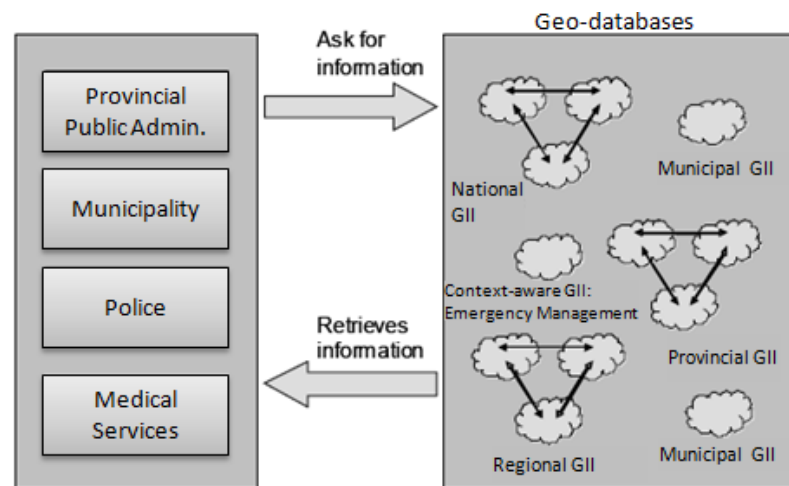 Geo-databases
Provincial
Public Admin.
Municipality
Police
Medical
Services
Ask for
information
Retrieves
information
National
GII
Municipal GII
Context-aware GII:
Emergency Management
Provincial GII
Regional GII
Municipal GII